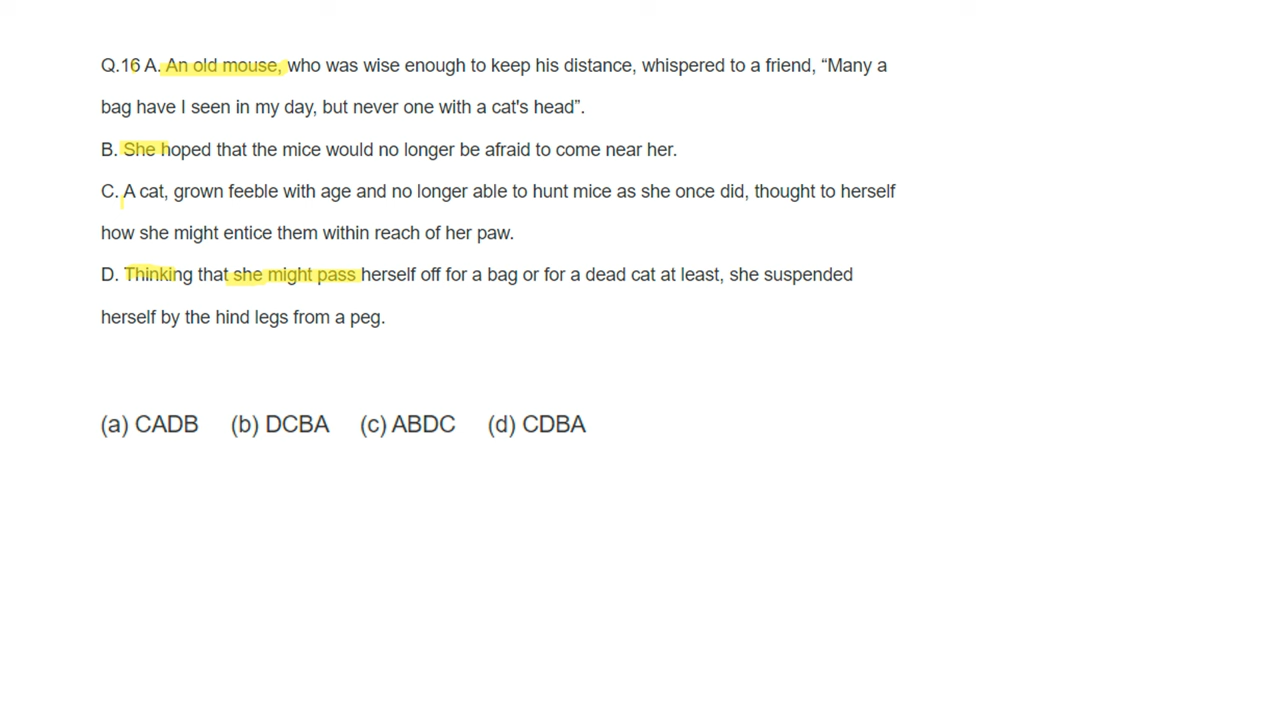 Q.16 A. An old mouse, who was wise enough to keep his distance, whispered to a friend, “Many a
bag have I seen in my day, but never one with a cat's head”.
B. She hoped that the mice would no longer be afraid to come near her.
C. A cat, grown feeble with age and no longer able to hunt mice as she once did, thought to herself
how she might entice them within reach of her paw.
D. Thinking that she might pass herself off for a bag or for a dead cat at least, she suspended
herself by the hind legs from a peg.
(a) CADB (b) DCBA (c) ABDC (d) CDBA